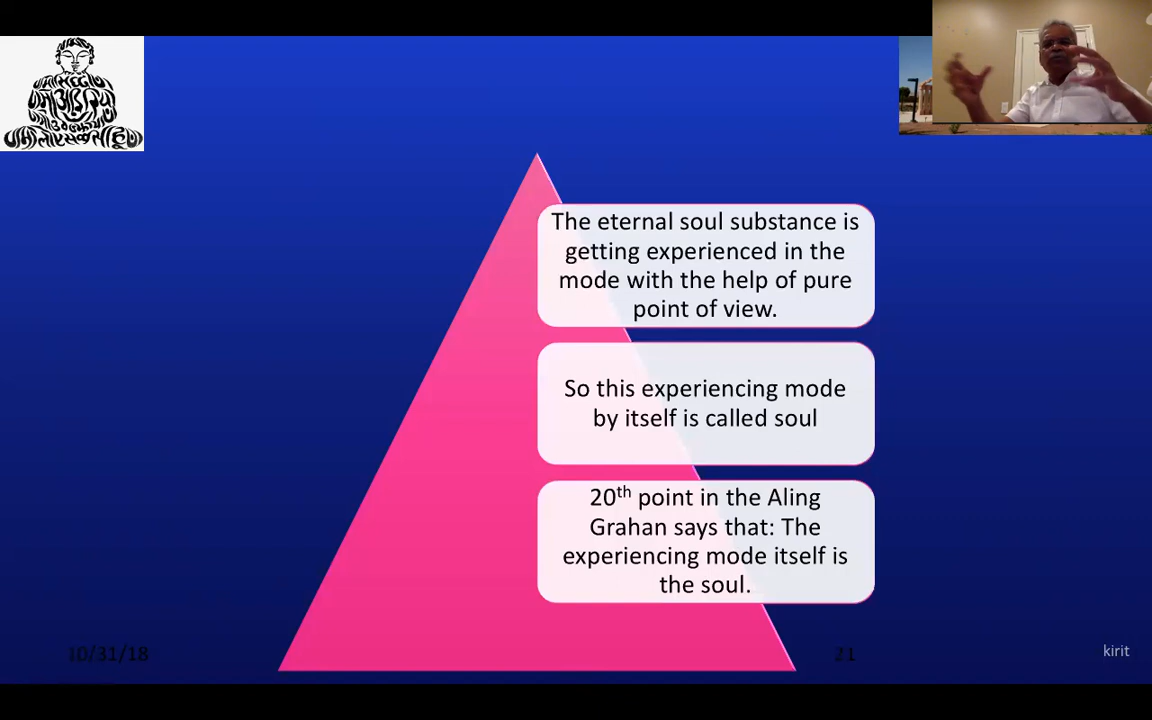 The eternal soul substance is
getting experienced in the
mode with the help of pure
point of view.
So this experiencing mode
by itself is called soul
20th point in the Aling
Grahan says that: The
experiencing mode itself is
the soul.
10/31/18
21
kirit